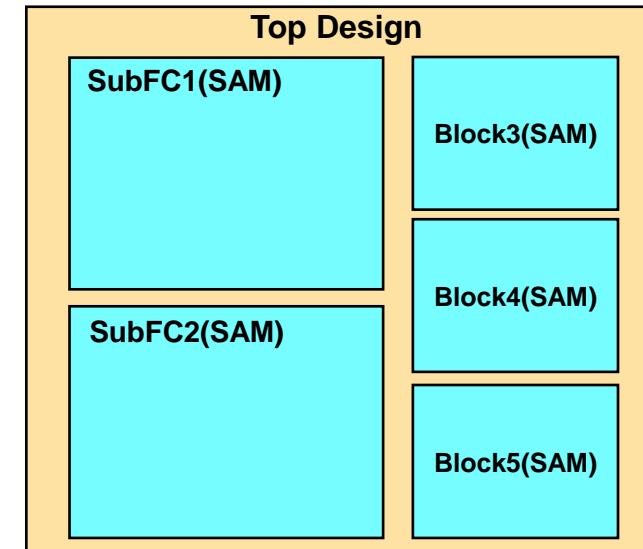 Top Design
SubFC1(SAM)
Block3(SAM)
Block4(SAM)
SubFC2(SAM)
Block5(SAM)